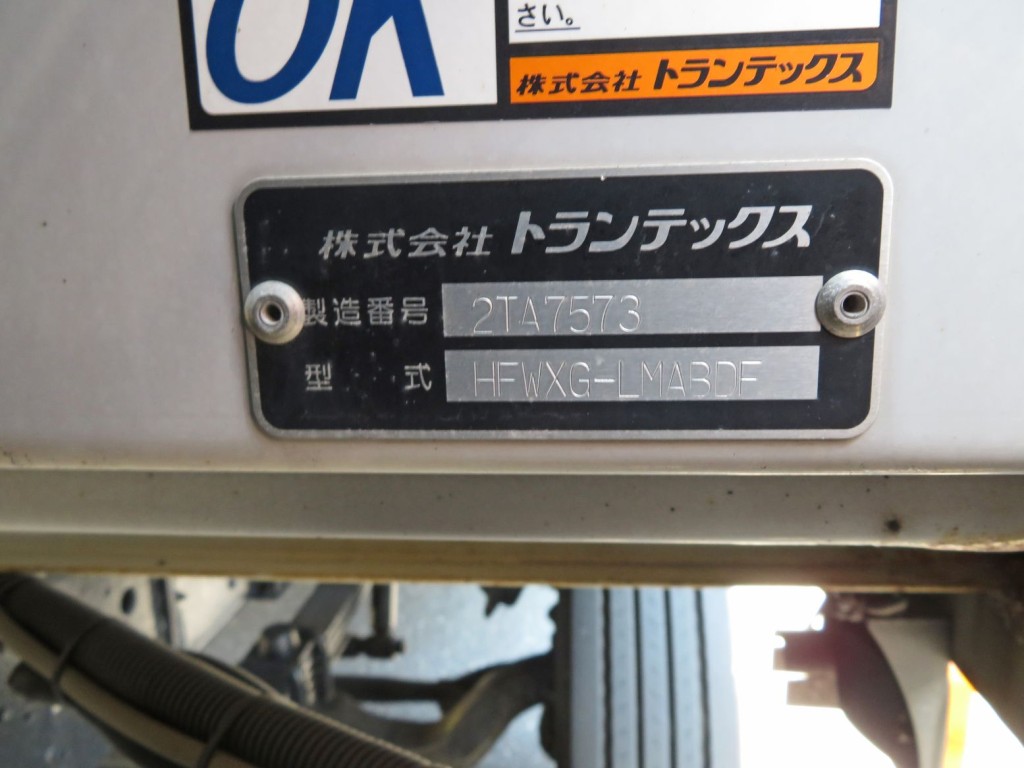 OK
さい。
株式会社 トランテックス
株式会社 トランテックス
製造番号 2TA7573
型 式 HFWXG-LMABDF